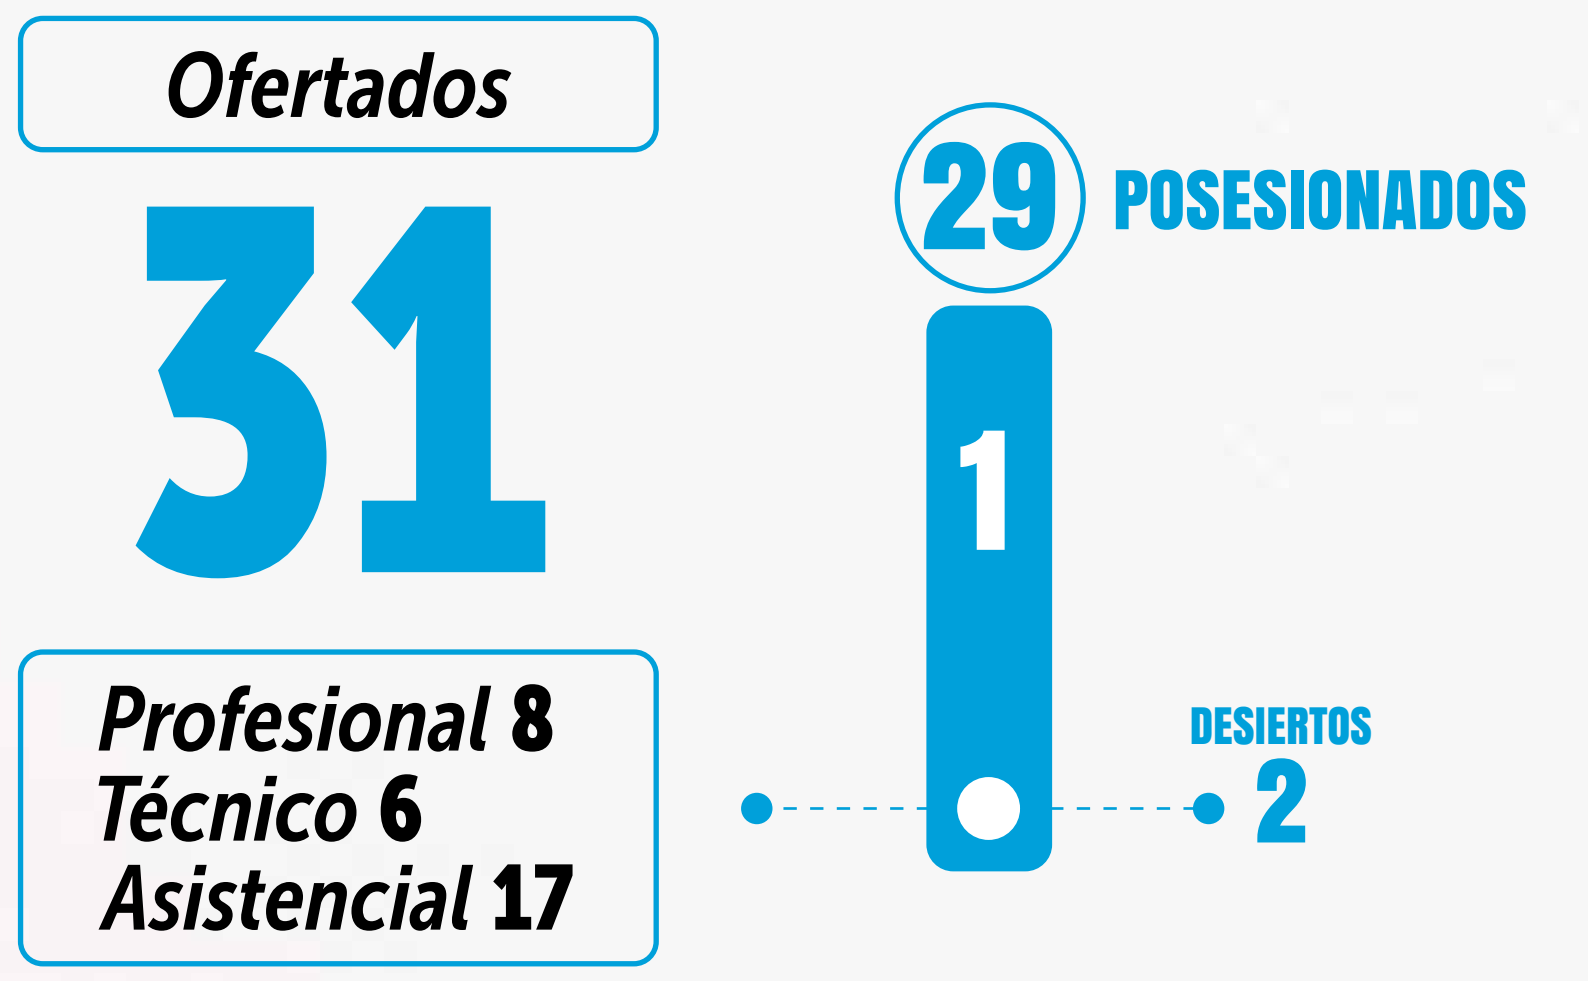 Ofertados
31
Profesional 8
Técnico 6
Asistencial 17
29 POSESIONADOS
1
DESIERTOS
2